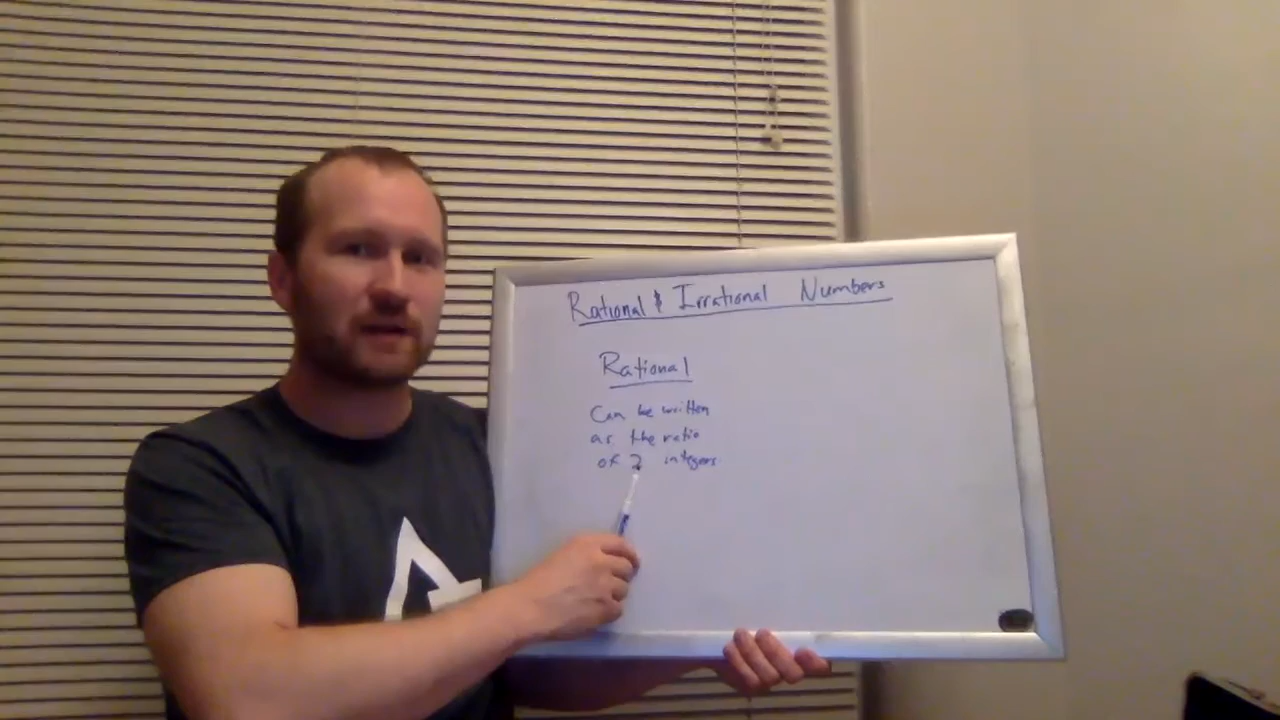 Rational & Irrational Numbers
Rational
Can be written
as the ratio
of 2 integers